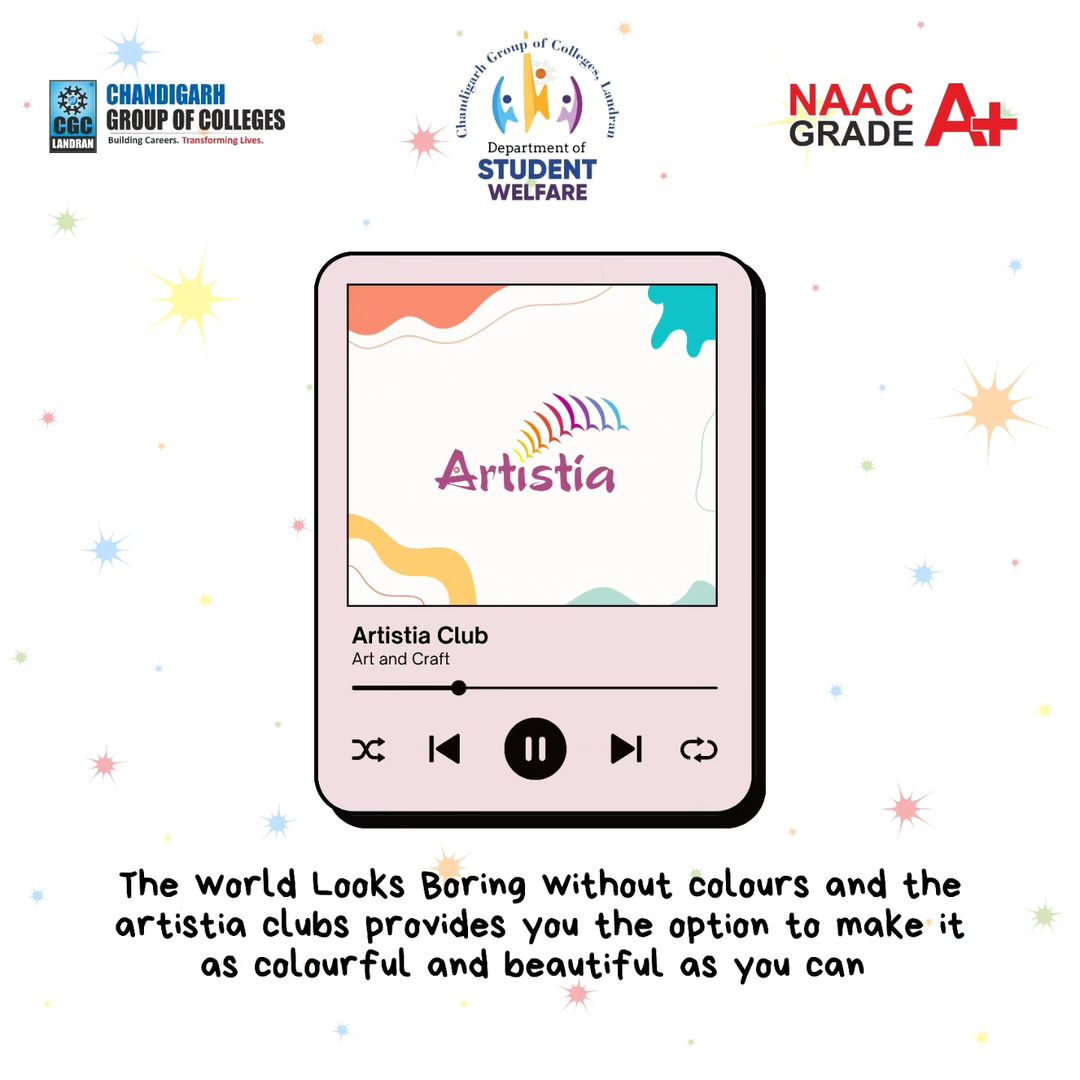 CGC
LANDRAN
CHANDIGARH
GROUP OF COLLEGES
Building Careers. Transforming Lives.
Chandigarh Group of Colleges, Landran
Department of
STUDENT
WELFARE
NAAC
GRADE
A+
Artistia
Artistia Club
Art and Craft
The World Looks Boring Without colours and the
artistia clubs provides you the option to make it
as colourful and beautiful as you can